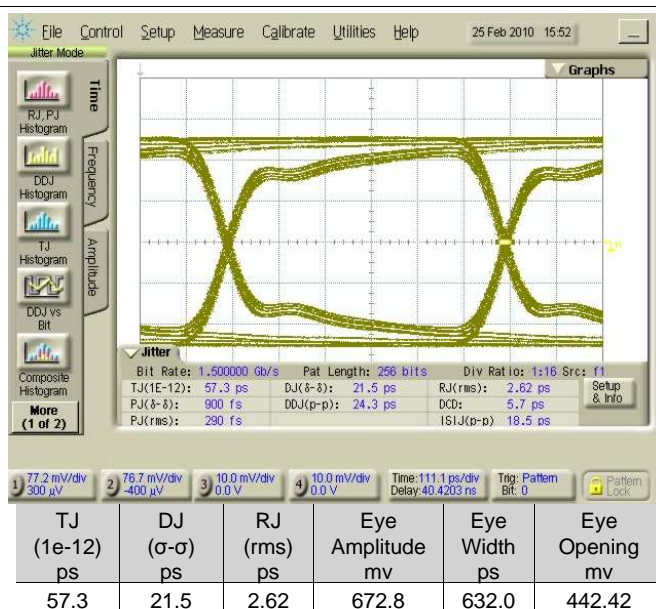 File Control Setup Measure Calibrate Utilities Help 25 Feb 2010 15:52
Jitter Mode
Graphs
Time
Frequency
Amplitude
RJ, PJ
Histogram
DDJ
Histogram
TJ
Histogram
DDJ vs
Bit
Composite
Histogram
More
(1 of 2)
Jitter
Bit Rate: 1.500000 Gb/s Pat Length: 256 bits Div Ratio: 1:16 Src: f1
TJ(1E-12): 57.3 ps DJ(δ-δ): 21.5 ps RJ(rms): 2.62 ps
PJ(δ-δ): 900 fs DDJ(p-p): 24.3 ps DCD: 5.7 ps
PJ(rms): 290 fs ISIJ(p-p) 18.5 ps
Setup
& Info
1) 77.2 mV/div 2) 76.7 mV/div 3) 10.0 mV/div 4) 10.0 mV/div Time:111.1 ps/div Trig: Pattern Pattern
300 µV -400 µV 0.0 V 0.0 V Delay:40.4203 ns Bit: 0 Lock
TJ DJ RJ Eye Eye Eye
(1e-12) (σ-σ) (rms) Amplitude Width Opening
ps ps ps mv ps mv
57.3 21.5 2.62 672.8 632.0 442.42